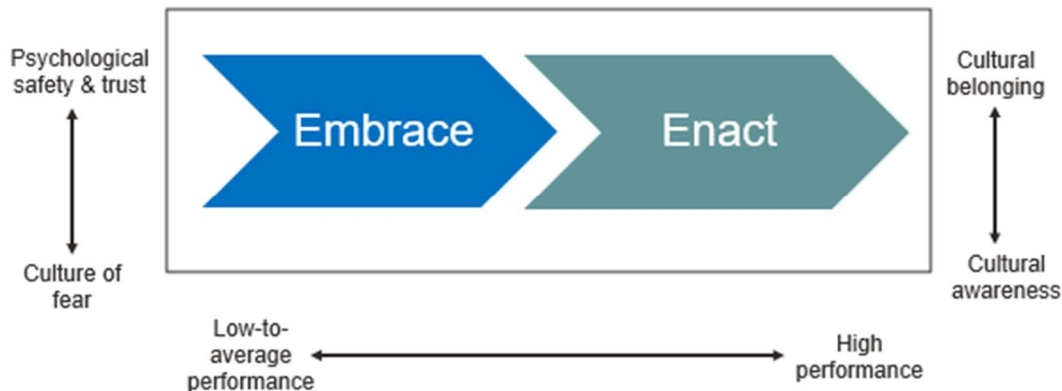 Psychological
safety & trust
Embrace
Enact
Cultural
belonging
Culture of
fear
Cultural
awareness
Low-to-
average
performance
High
performance